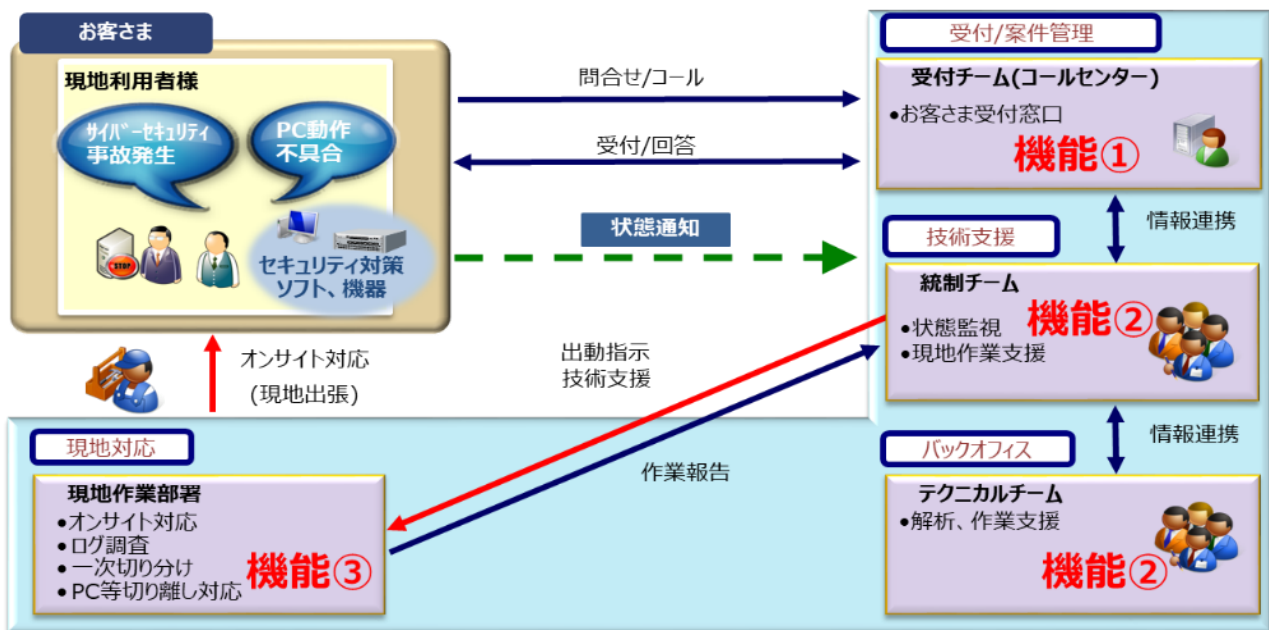 お客さま
現地利用者様
サイバーセキュリティ
事故発生
PC動作
不具合
STOP
セキュリティ対策
ソフト、機器
問合せ/コール
受付/回答
状態通知
受付/案件管理
受付チーム(コールセンター)
•お客さま受付窓口
機能①
情報連携
技術支援
統制チーム
•状態監視
•現地作業支援
機能②
情報連携
バックオフィス
テクニカルチーム
•解析、作業支援
機能②
オンサイト対応
(現地出張)
出動指示
技術支援
作業報告
現地対応
現地作業部署
•オンサイト対応
•ログ調査
•一次切り分け
•PC等切り離し対応
機能③